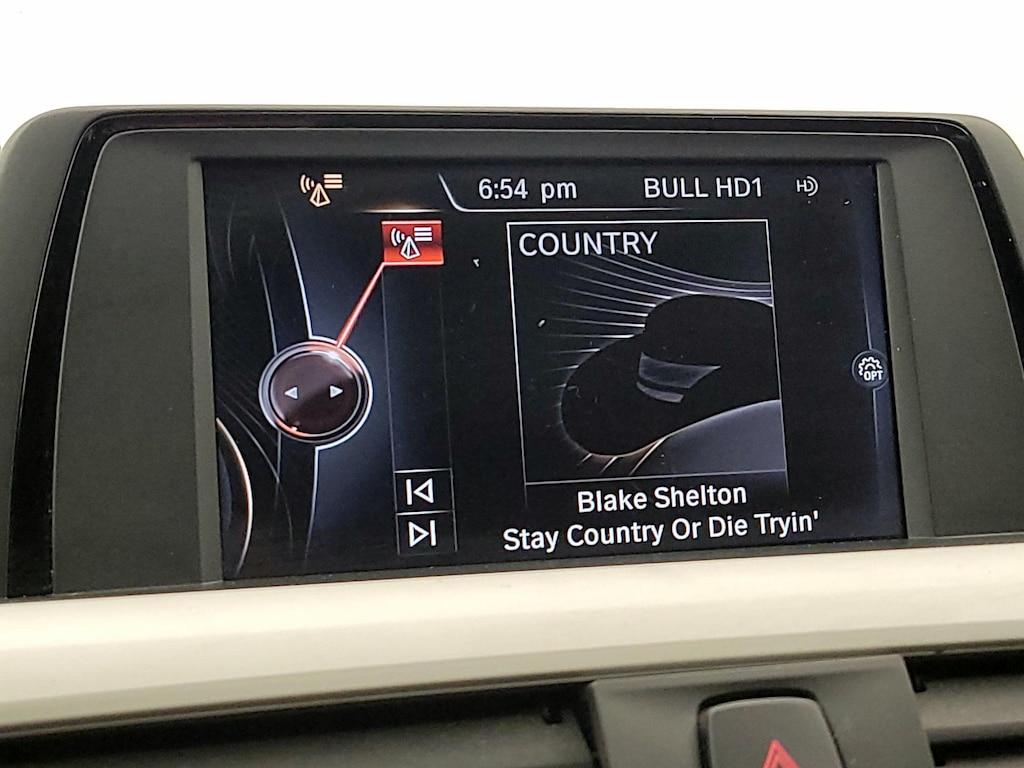 6:54 pm BULL HD1 HD
COUNTRY
OPT
Blake Shelton
Stay Country Or Die Tryin'